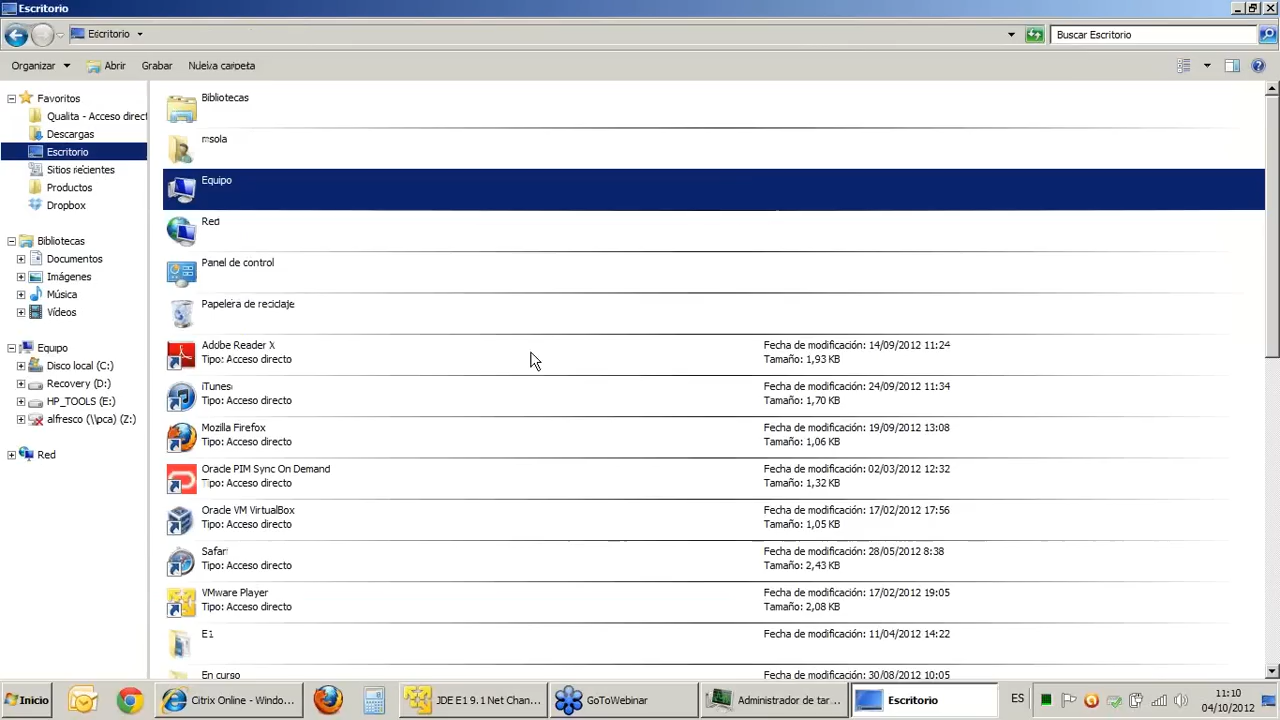 Escritorio
Escritorio
Buscar Escritorio
Organizar Abrir Grabar Nueva carpeta
Favoritos
Qualita - Acceso direct
Descargas
Escritorio
Sitios recientes
Productos
Dropbox
Bibliotecas
Documentos
Imágenes
Música
Vídeos
Equipo
Disco local (C:)
Recovery (D:)
HP_TOOLS (E:)
alfresco (\\pca) (Z:)
Red
Bibliotecas
msola
Equipo
Red
Panel de control
Papelera de reciclaje
Adobe Reader X
Tipo: Acceso directo
Fecha de modificación: 14/09/2012 11:24
Tamaño: 1,93 KB
iTunes
Tipo: Acceso directo
Fecha de modificación: 24/09/2012 11:34
Tamaño: 1,70 KB
Mozilla Firefox
Tipo: Acceso directo
Fecha de modificación: 19/09/2012 13:08
Tamaño: 1,06 KB
Oracle PIM Sync On Demand
Tipo: Acceso directo
Fecha de modificación: 02/03/2012 12:32
Tamaño: 1,32 KB
Oracle VM VirtualBox
Tipo: Acceso directo
Fecha de modificación: 17/02/2012 17:56
Tamaño: 1,05 KB
Safari
Tipo: Acceso directo
Fecha de modificación: 28/05/2012 8:38
Tamaño: 2,43 KB
VMware Player
Tipo: Acceso directo
Fecha de modificación: 17/02/2012 19:05
Tamaño: 2,08 KB
E1
Fecha de modificación: 11/04/2012 14:22
En curso
Fecha de modificación: 30/08/2012 10:05
Inicio
Citrix Online - Windo...
JDE E1 9.1 Net Chan...
GoToWebinar
Administrador de tar...
Escritorio
ES
11:10
04/10/2012